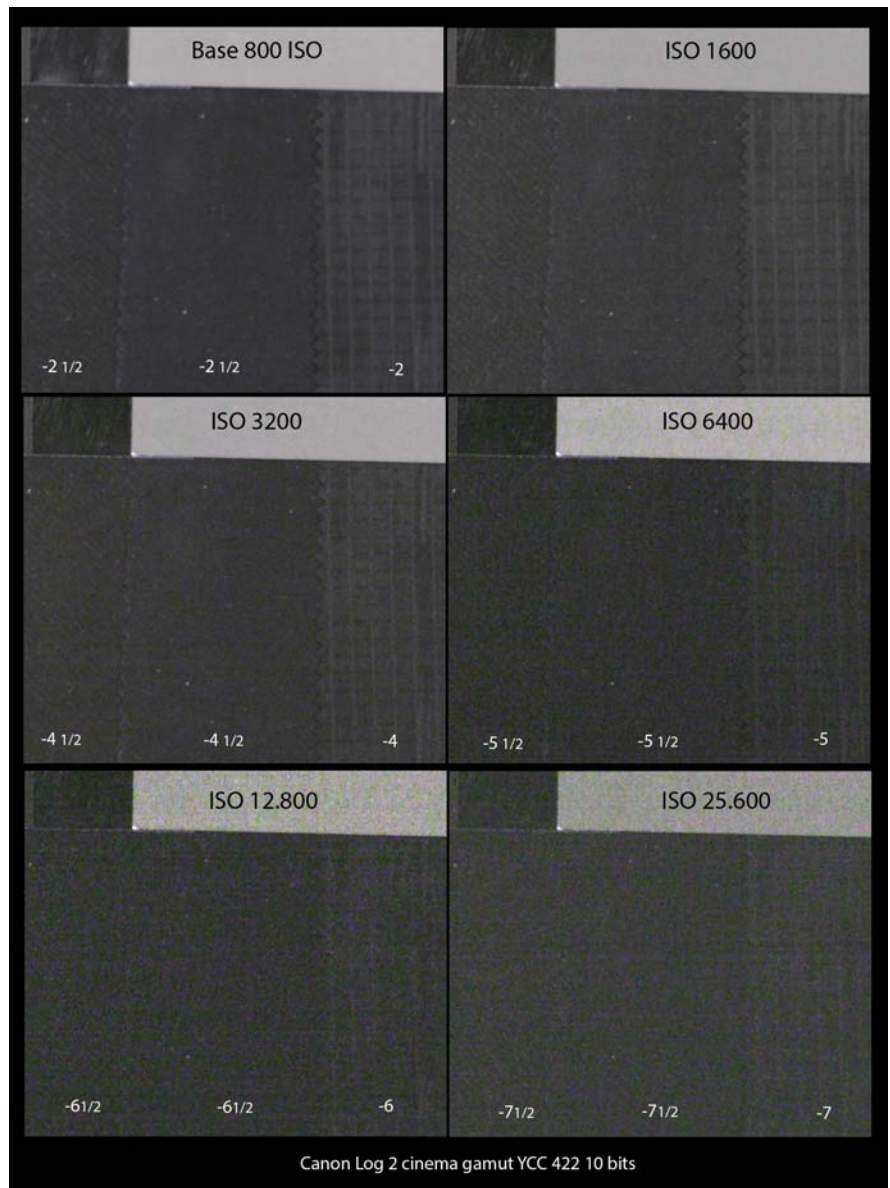 Base 800 ISO
ISO 1600
-2 1/2 -2 1/2 -2
ISO 3200
ISO 6400
-4 1/2 -4 1/2 -4
-5 1/2 -5 1/2 -5
ISO 12.800
ISO 25.600
-61/2 -61/2 -6
-71/2 -71/2 -7
Canon Log 2 cinema gamut YCC 422 10 bits